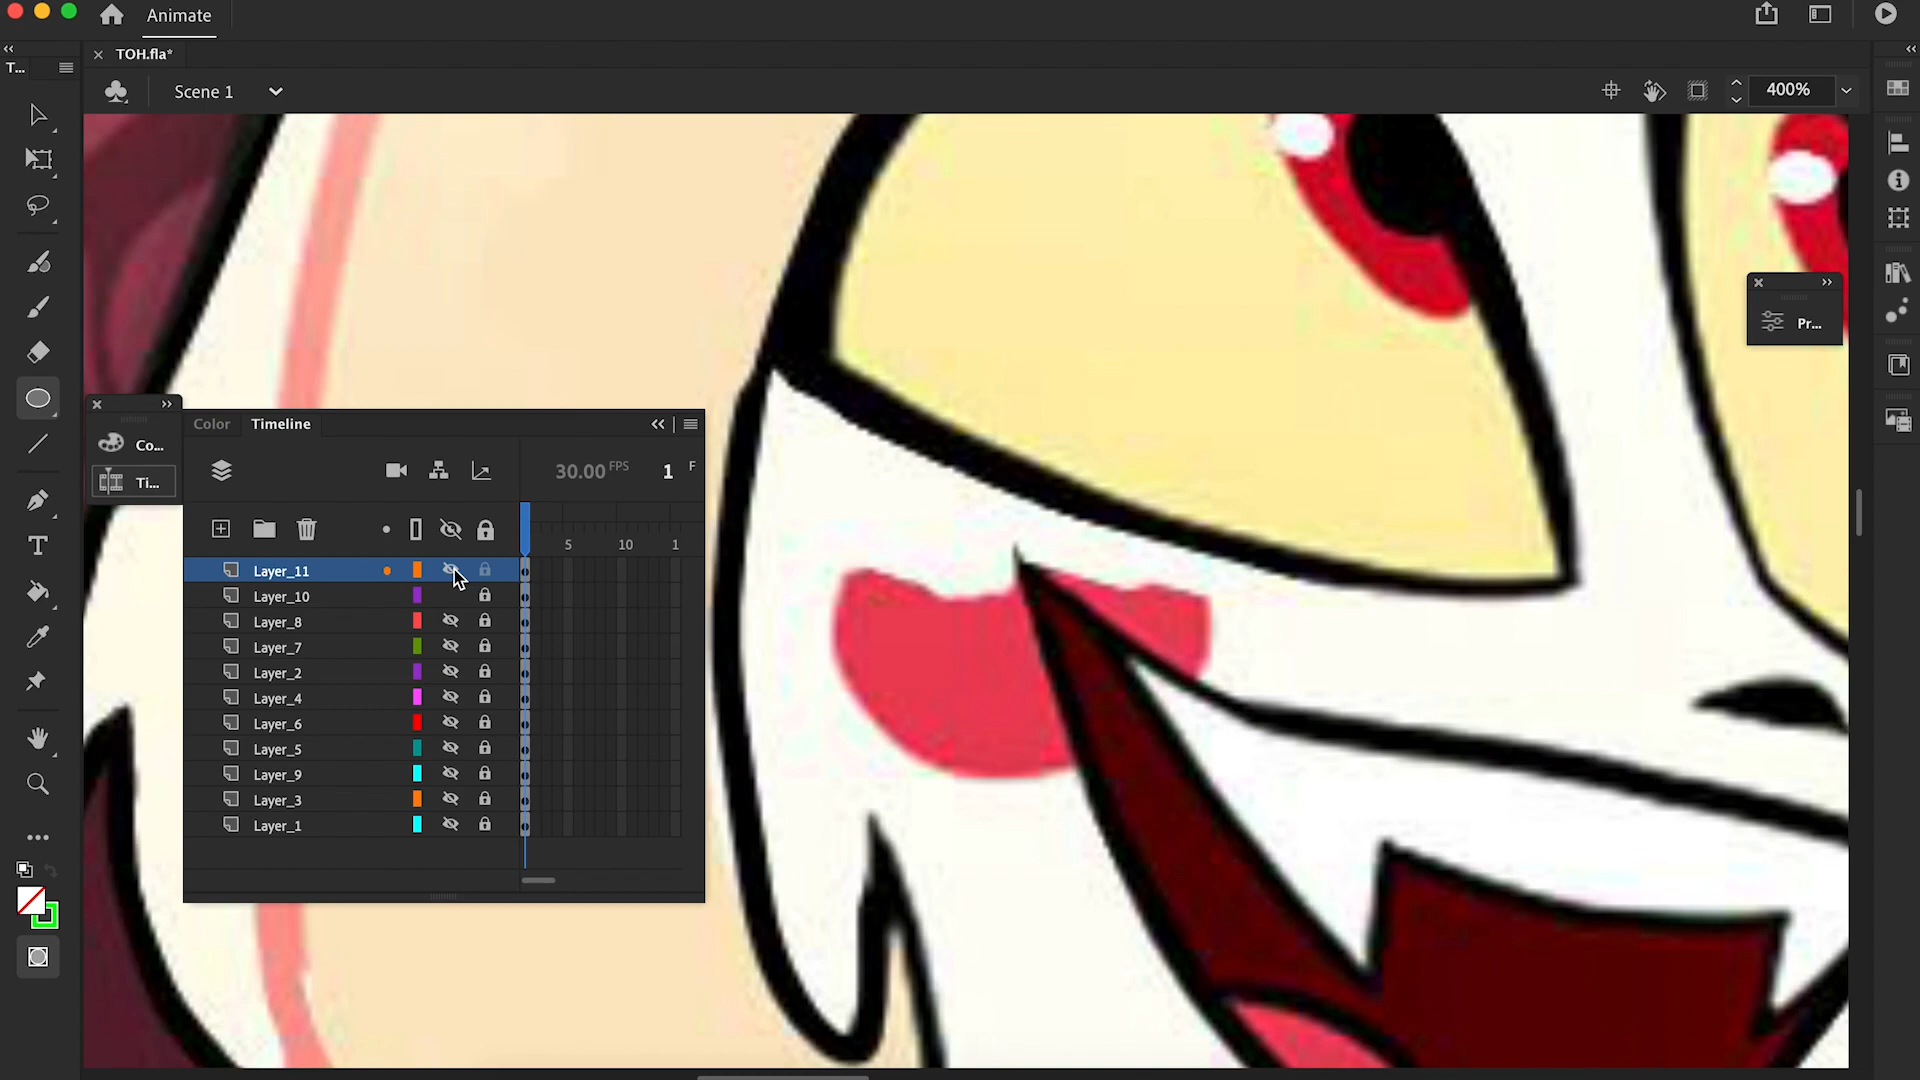 Animate
T...
TOH.fla*
Scene 1
400%
Pr...
Co...
Ti...
Color
Timeline
30.00 FPS
1 F
5 10 1
Layer_11
Layer_10
Layer_8
Layer_7
Layer_2
Layer_4
Layer_6
Layer_5
Layer_9
Layer_3
Layer_1